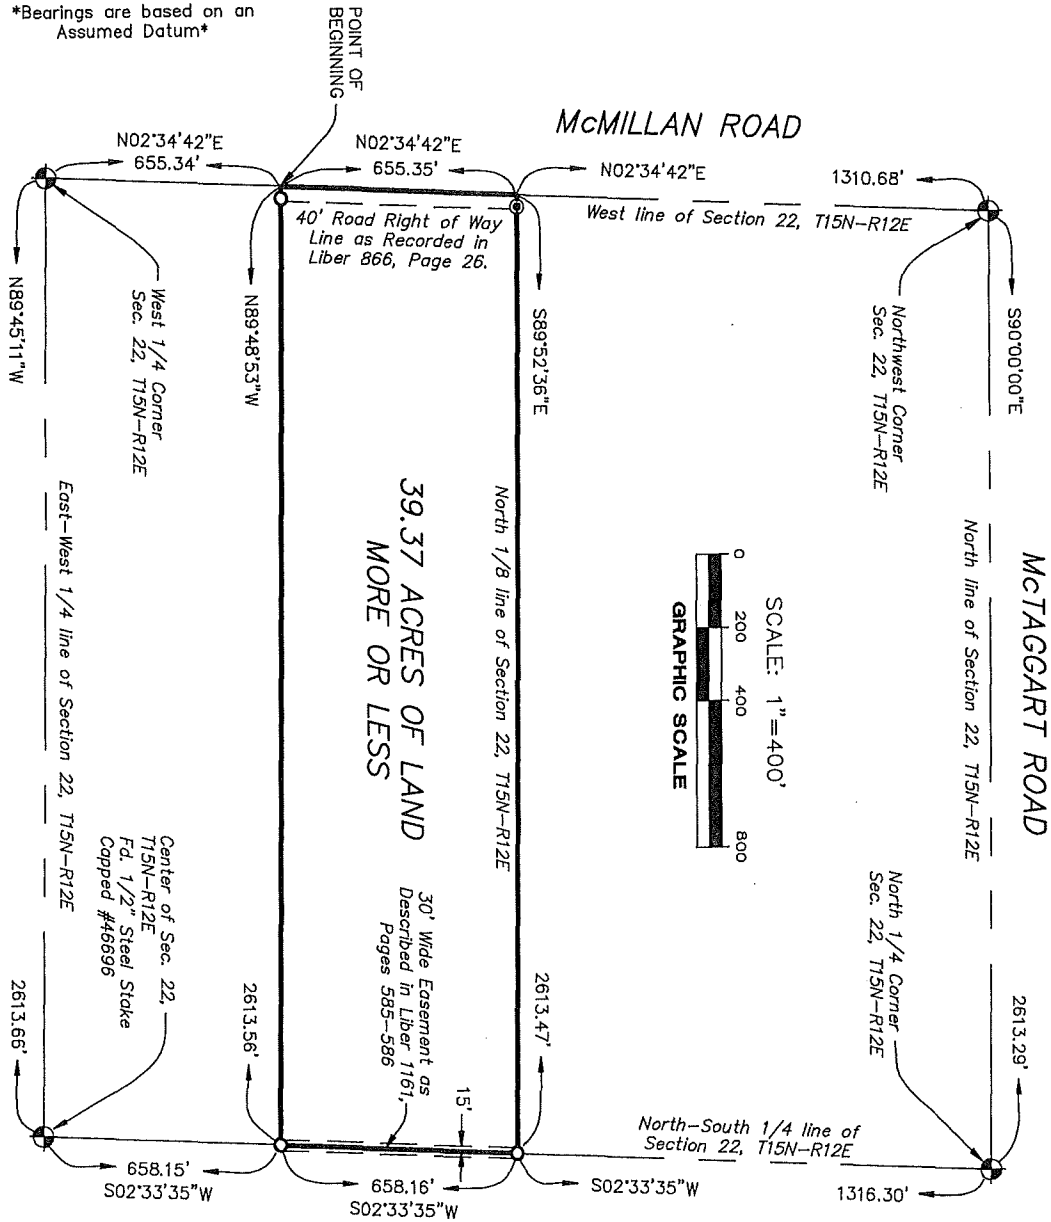 *Bearings are based on an
Assumed Datum*
POINT OF
BEGINNING
McMILLAN ROAD
N02°34'42"E
655.34'
N02°34'42"E
655.35'
N02°34'42"E
1310.68'
40' Road Right of Way
Line as Recorded in
Liber 866, Page 26.
West line of Section 22, T15N-R12E
N89°45'11"W
West 1/4 Corner
Sec. 22, T15N-R12E
N89°48'53"W
S89°52'36"E
Northwest Corner
Sec. 22, T15N-R12E
S90°00'00"E
McTAGGART ROAD
North line of Section 22, T15N-R12E
SCALE: 1"=400'
0
200
400
800
GRAPHIC SCALE
North 1/8 line of Section 22, T15N-R12E
39.37 ACRES OF LAND
MORE OR LESS
East-West 1/4 line of Section 22, T15N-R12E
Center of Sec. 22,
T15N-R12E
Fd. 1/2" Steel Stake
Capped #46696
30' Wide Easement as
Described in Liber 1161,
Pages 585-586
North 1/4 Corner
Sec. 22, T15N-R12E
2613.66'
2613.56'
2613.47'
2613.29'
15'
North-South 1/4 line of
Section 22, T15N-R12E
658.15'
S02°33'35"W
658.16'
S02°33'35"W
S02°33'35"W
1316.30'